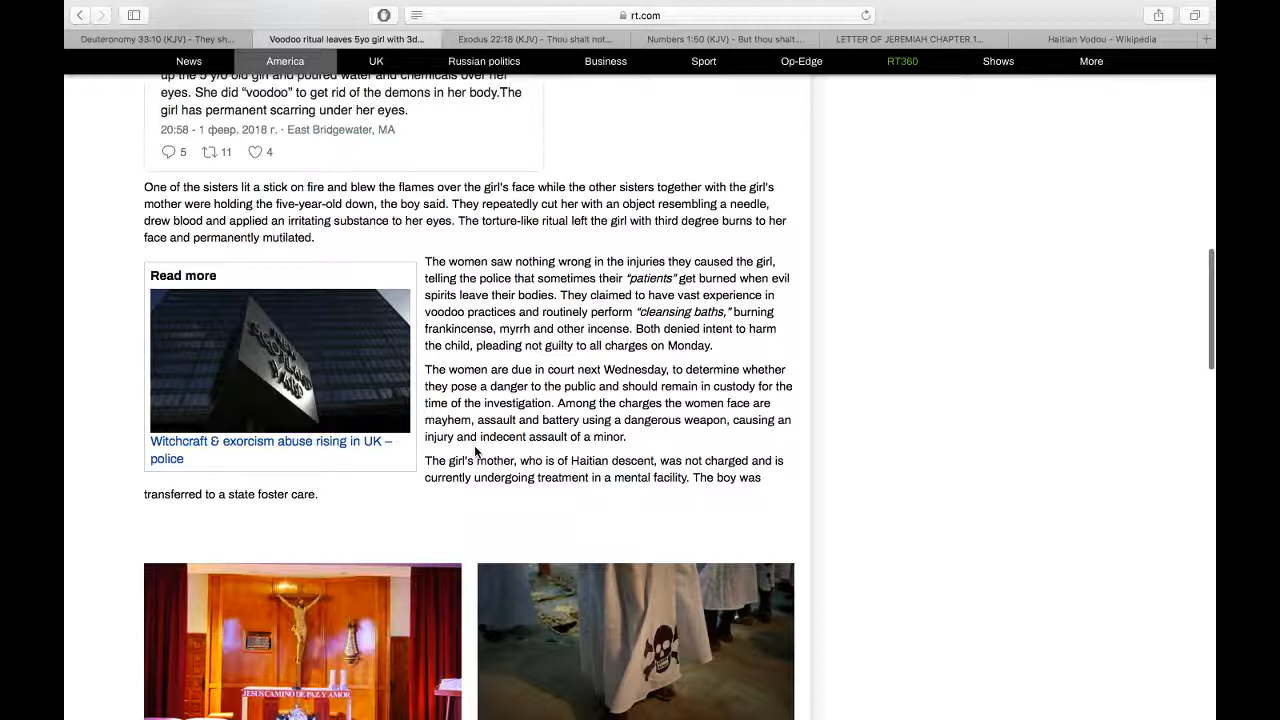 rt.com
Deuteronomy 33:10 (KJV) - They sh...
Voodoo ritual leaves 5yo girl with 3d...
Exodus 22:18 (KJV) - Thou shalt not...
Numbers 1:50 (KJV) - But thou shalt...
LETTER OF JEREMIAH CHAPTER 1...
Haitian Vodou - Wikipedia
News
America
UK
Russian politics
Business
Sport
Op-Edge
RT360
Shows
More
up the 5 y/o old girl and poured water and chemicals over her
eyes. She did “voodoo” to get rid of the demons in her body.The
girl has permanent scarring under her eyes.
20:58 - 1 февр. 2018 г. · East Bridgewater, MA
5 11 4
One of the sisters lit a stick on fire and blew the flames over the girl’s face while the other sisters together with the girl’s
mother were holding the five-year-old down, the boy said. They repeatedly cut her with an object resembling a needle,
drew blood and applied an irritating substance to her eyes. The torture-like ritual left the girl with third degree burns to her
face and permanently mutilated.
Read more
Witchcraft & exorcism abuse rising in UK –
police
The women saw nothing wrong in the injuries they caused the girl,
telling the police that sometimes their “patients” get burned when evil
spirits leave their bodies. They claimed to have vast experience in
voodoo practices and routinely perform “cleansing baths,” burning
frankincense, myrrh and other incense. Both denied intent to harm
the child, pleading not guilty to all charges on Monday.
The women are due in court next Wednesday, to determine whether
they pose a danger to the public and should remain in custody for the
time of the investigation. Among the charges the women face are
mayhem, assault and battery using a dangerous weapon, causing an
injury and indecent assault of a minor.
The girl’s mother, who is of Haitian descent, was not charged and is
currently undergoing treatment in a mental facility. The boy was
transferred to a state foster care.
JESUS CAMINO DE PAZ Y AMOR